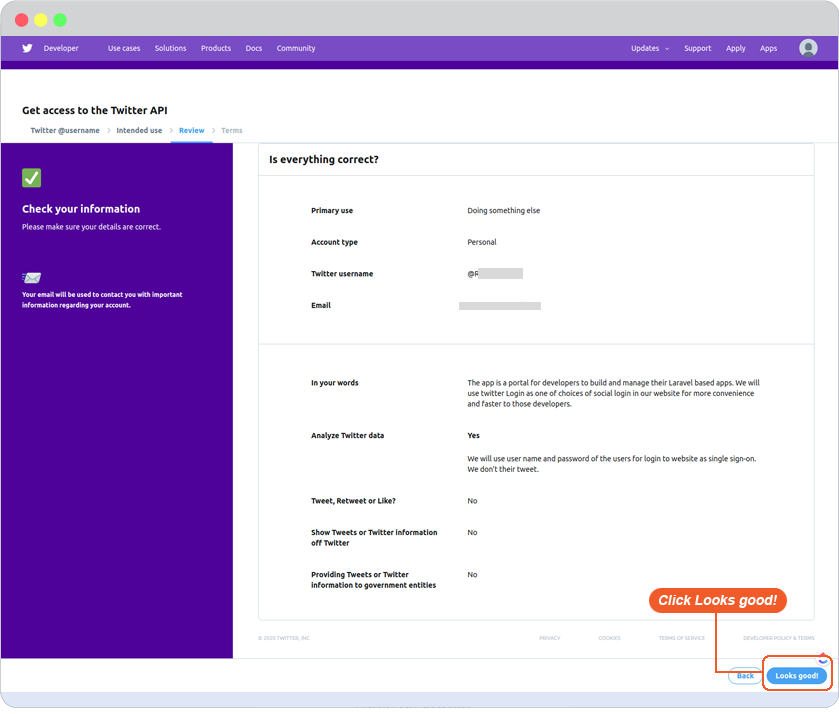 Developer Use cases Solutions Products Docs Community Updates Support Apply Apps
Get access to the Twitter API
Twitter @username > Intended use > Review > Terms
Check your information
Please make sure your details are correct.
Your email will be used to contact you with important
information regarding your account.
Is everything correct?
Primary use Doing something else
Account type Personal
Twitter username @R
Email
In your words The app is a portal for developers to build and manage their Laravel based apps. We will
use twitter Login as one of choices of social login in our website for more convenience
and faster to those developers.
Analyze Twitter data Yes
We will use user name and password of the users for login to website as single sign-on.
We don't their tweet.
Tweet, Retweet or Like? No
Show Tweets or Twitter information No
off Twitter
Providing Tweets or Twitter No
information to government entities
Click Looks good!
© 2020 TWITTER, INC PRIVACY COOKIES TERMS OF SERVICE DEVELOPER POLICY & TERMS
Back Looks good!